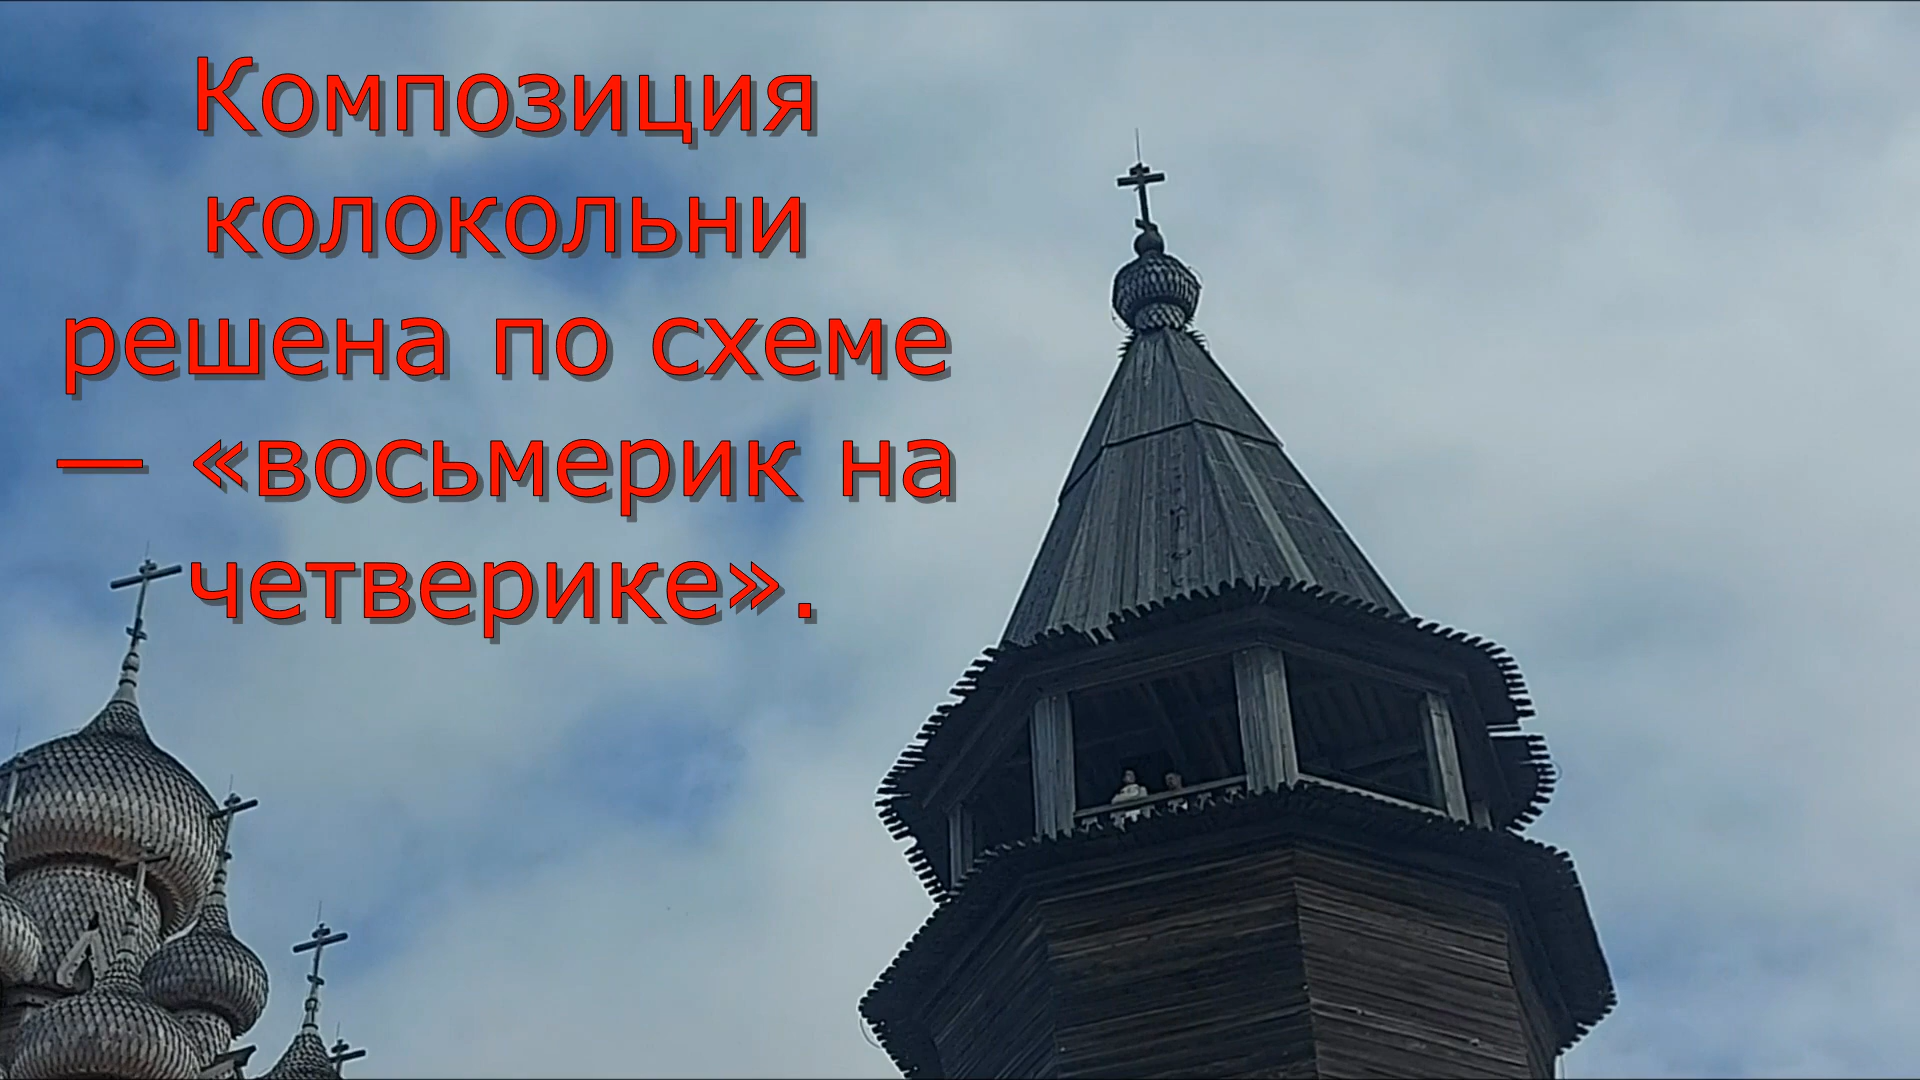 Композиция
колокольни
решена по схеме
— «восьмерик на
четверике».